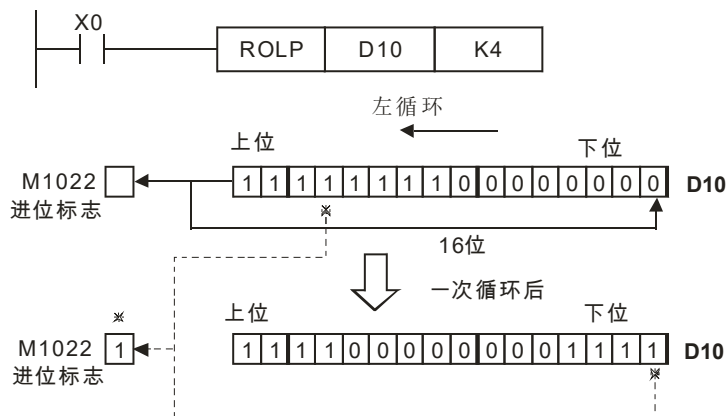 X0
ROLP D10 K4
左循环
上位 下位
M1022 1 1 1 1 1 1 1 1 0 0 0 0 0 0 0 0 D10
进位标志
※
16位
一次循环后
※ 上位 下位
M1022 1 1 1 1 1 0 0 0 0 0 0 0 0 1 1 1 1 D10
进位标志
※